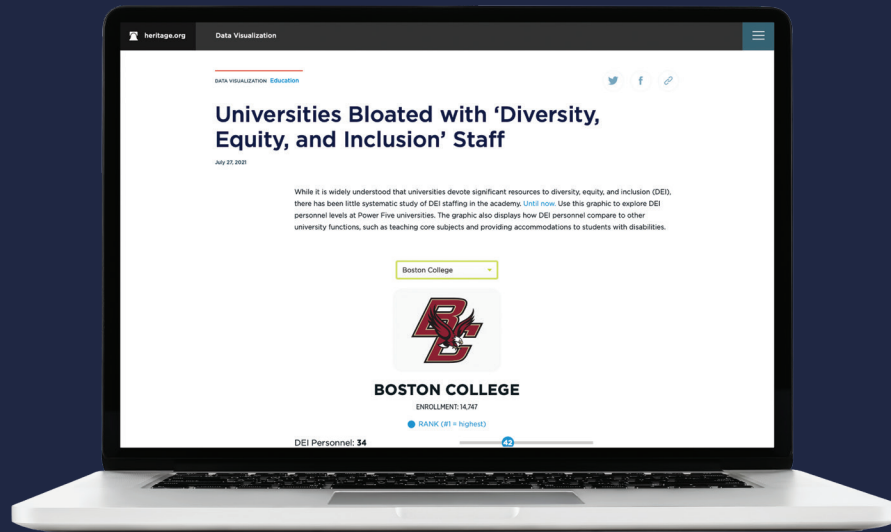 heritage.org Data Visualization
DATA VISUALIZATION Education
Universities Bloated with ‘Diversity,
Equity, and Inclusion’ Staff
July 27, 2021
While it is widely understood that universities devote significant resources to diversity, equity, and inclusion (DEI),
there has been little systematic study of DEI staffing in the academy. Until now. Use this graphic to explore DEI
personnel levels at Power Five universities. The graphic also displays how DEI personnel compare to other
university functions, such as teaching core subjects and providing accommodations to students with disabilities.
Boston College
BC
BOSTON COLLEGE
ENROLLMENT: 14,747
RANK (#1 = highest)
DEI Personnel: 34 42